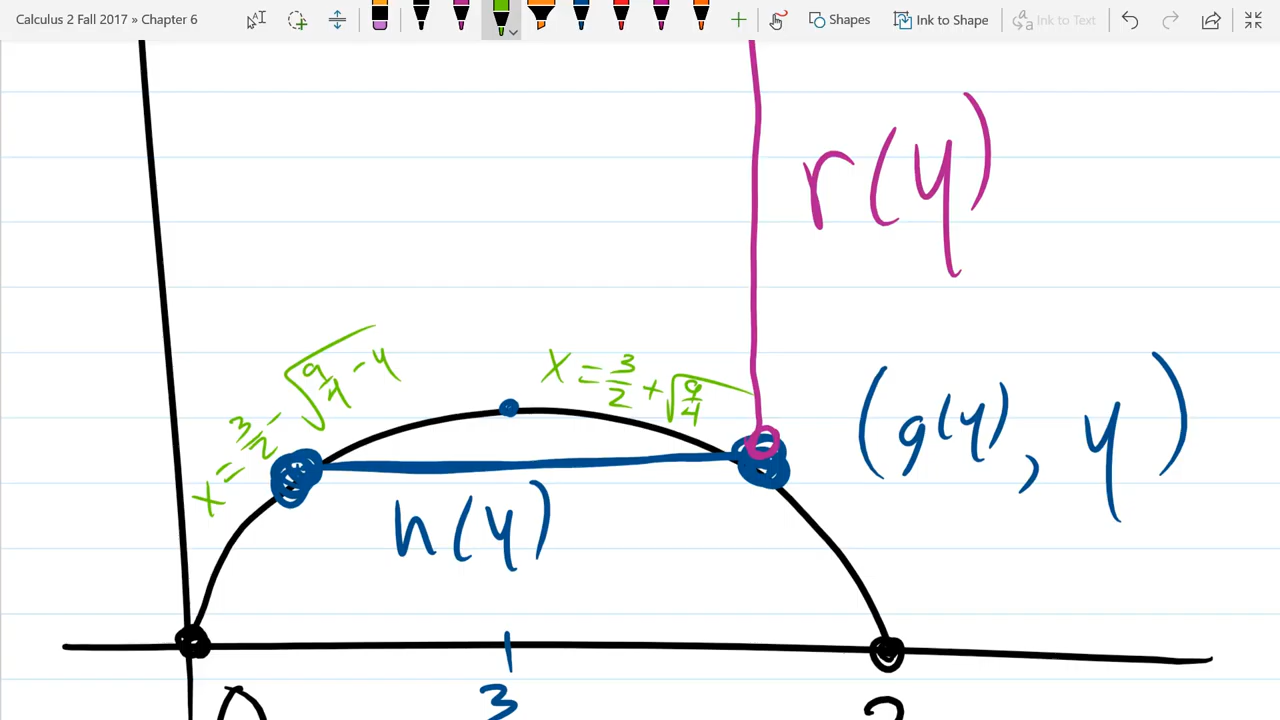 Calculus 2 Fall 2017 » Chapter 6
Shapes
Ink to Shape
Ink to Text
r(y)
x = 3/2 - √(9/4 - y
x = 3/2 + √(9/4
(g(y), y)
h(y)
0
3